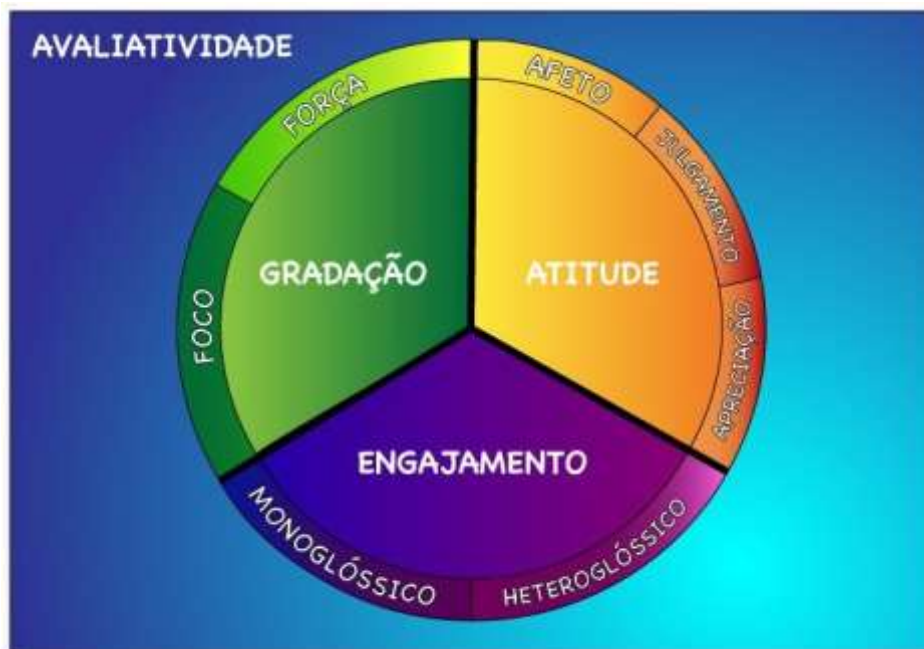 AVALIATIVIDADE
FORÇA
AFETO
JULGAMENTO
GRADAÇÃO
ATITUDE
FOCO
APRECIAÇÃO
ENGAJAMENTO
MONOGLÓSSICO
HETEROGLÓSSICO